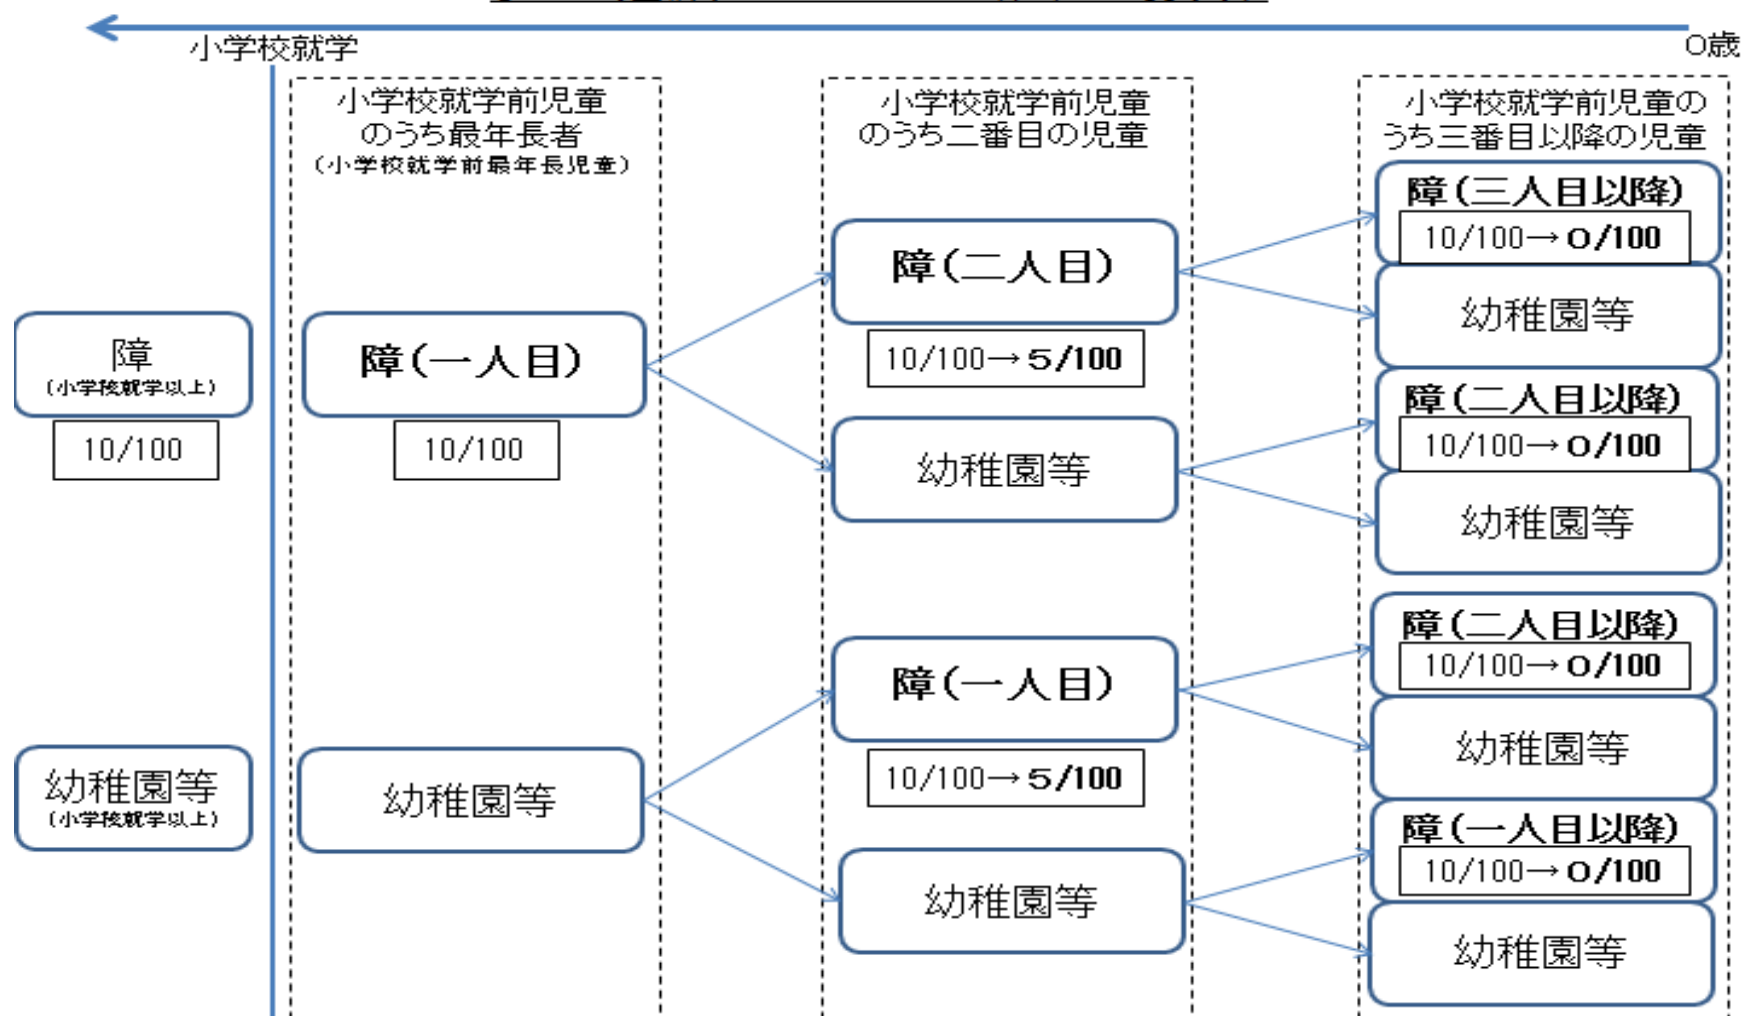 小学校就学
0歳
小学校就学前児童
のうち最年長者
(小学校就学前最年長児童)
小学校就学前児童
のうち二番目の児童
小学校就学前児童の
うち三番目以降の児童
障
(小学校就学以上)
10/100
幼稚園等
(小学校就学以上)
障(一人目)
10/100
幼稚園等
障(二人目)
10/100→5/100
幼稚園等
障(一人目)
10/100→5/100
幼稚園等
障(三人目以降)
10/100→0/100
幼稚園等
障(二人目以降)
10/100→0/100
幼稚園等
障(二人目以降)
10/100→0/100
幼稚園等
障(一人目以降)
10/100→0/100
幼稚園等